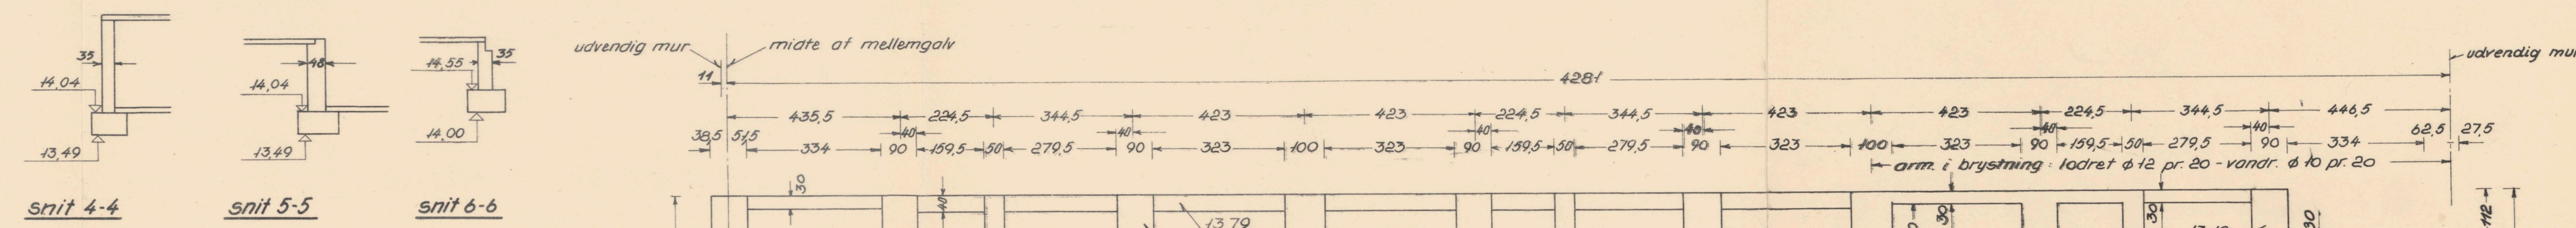 35
14,04
13,49
snit 4-4
48
14,04
13,49
snit 5-5
14,55
35
14,00
snit 6-6
udvendig mur
midte af mellemgalv
udvendig mur
11
4281
435,5 224,5 344,5 423 423 224,5 344,5 423 423 224,5 344,5 446,5
40 40 40 40 40 40
38,5 51,5 334 90 159,5 50 279,5 90 323 100 323 90 159,5 50 279,5 90 323 100 323 90 159,5 50 279,5 90 334 62,5 27,5
arm. i brystning: lodret ϕ 12 pr. 20 - vandr. ϕ 10 pr. 20
30
40
13,79
30
30
112